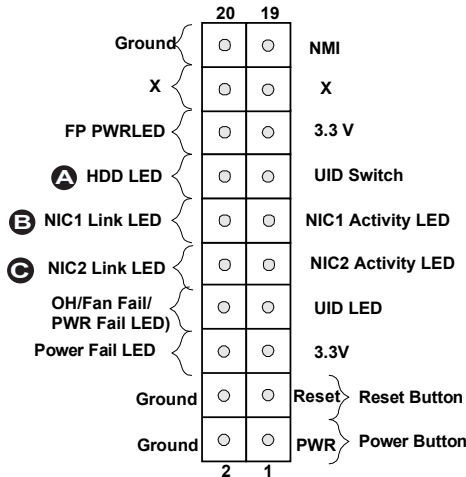 20 19
Ground NMI
X X
FP PWRLED 3.3 V
A HDD LED UID Switch
B NIC1 Link LED NIC1 Activity LED
C NIC2 Link LED NIC2 Activity LED
OH/Fan Fail/
PWR Fail LED) UID LED
Power Fail LED 3.3V
Ground Reset Reset Button
Ground PWR Power Button
2 1